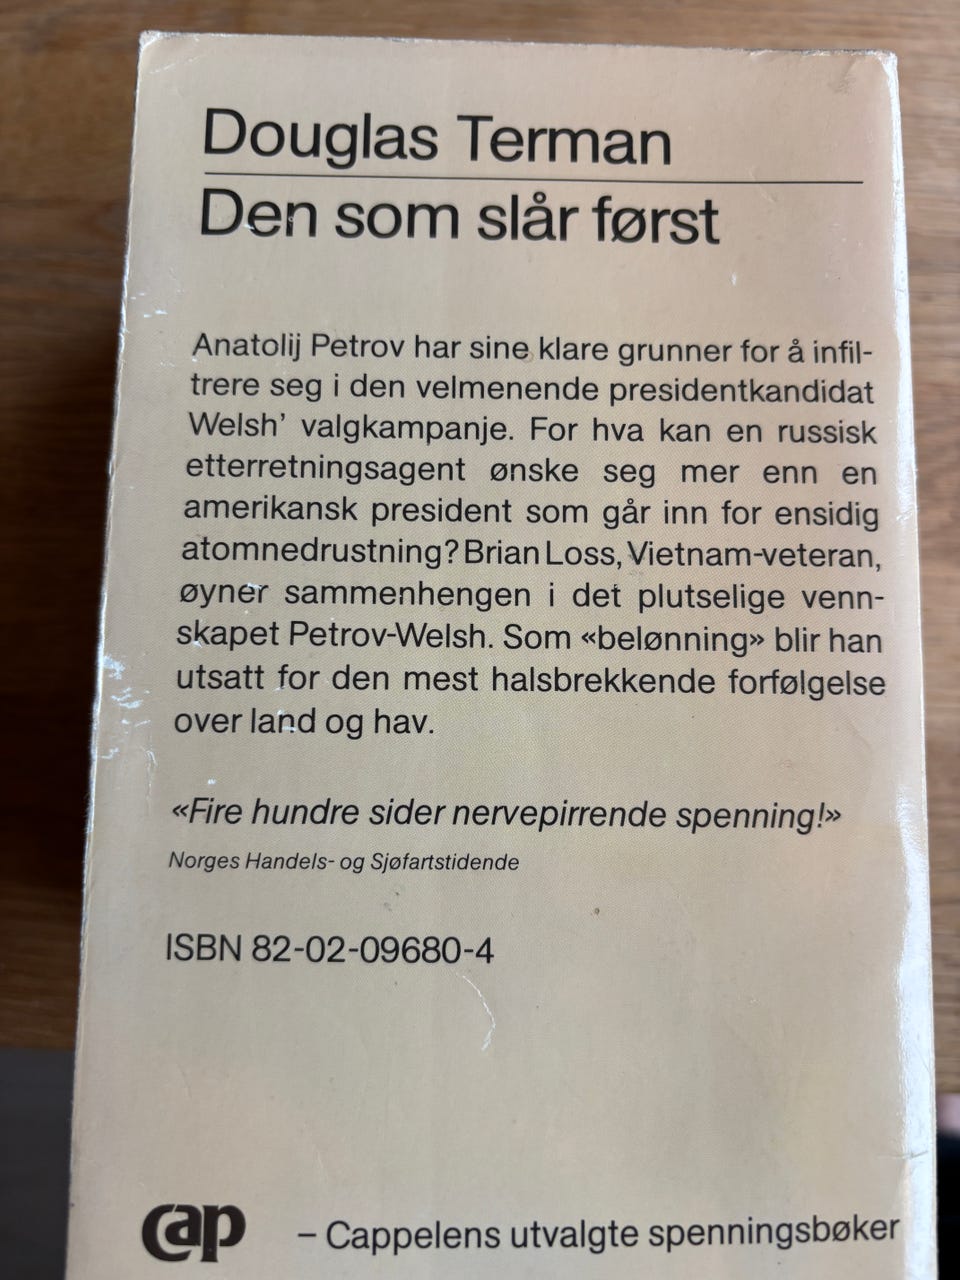 Douglas Terman
Den som slår først
Anatolij Petrov har sine klare grunner for å infil-
trere seg i den velmenende presidentkandidat
Welsh’ valgkampanje. For hva kan en russisk
etterretningsagent ønske seg mer enn en
amerikansk president som går inn for ensidig
atomnedrustning? Brian Loss, Vietnam-veteran,
øyner sammenhengen i det plutselige venn-
skapet Petrov-Welsh. Som «belønning» blir han
utsatt for den mest halsbrekkende forfølgelse
over land og hav.
«Fire hundre sider nervepirrende spenning!»
Norges Handels- og Sjøfartstidende
ISBN 82-02-09680-4
cap – Cappelens utvalgte spenningsbøker